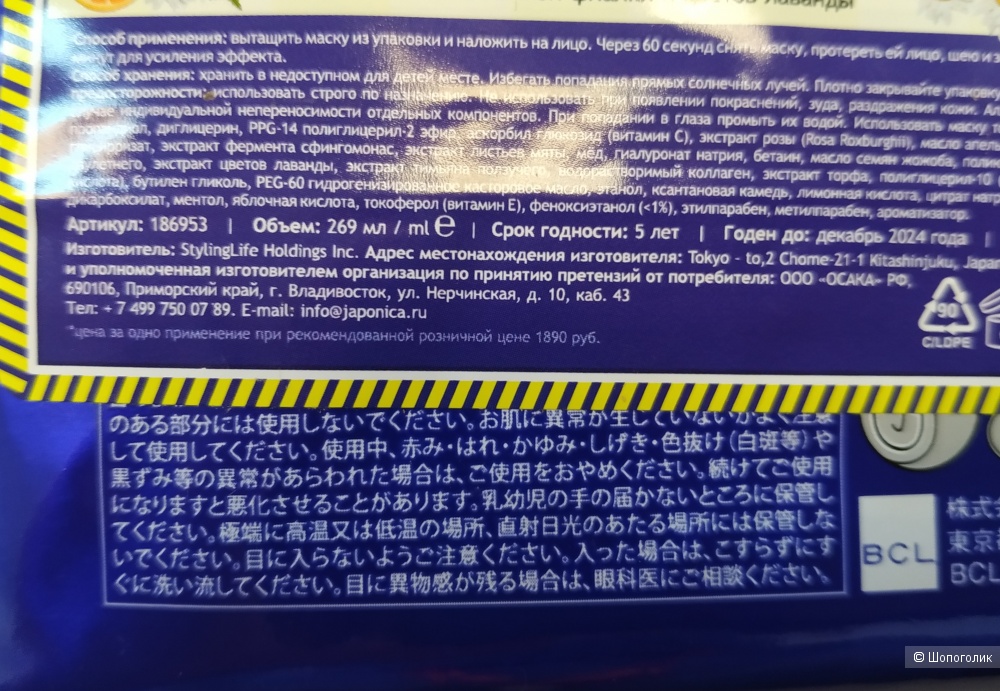 лаванды
Способ применения: вытащить маску из упаковки и наложить на лицо. Через 60 секунд снять маску, протереть ей лицо, шею и з
минут для усиления эффекта.
Способ хранения: хранить в недоступном для детей месте. Избегать попадания прямых солнечных лучей. Плотно закрывайте упаковку
предосторожности: использовать строго по назначению. Не использовать при появлении покраснений, зуда, раздражения кожи.
случае индивидуальной непереносимости отдельных компонентов. При попадании в глаза промыть их водой. Использовать маску
диглицерин, PPG-14 полиглицерил-2 эфир, аскорбил глюкозид (витамин С), экстракт розы (Rosa Roxburghii), масло
экстракт фермента сфингомонас, экстракт листьев мяты, мед, гиалуронат натрия, бетаин, масло семян жожоба,
экстракт цветов лаванды, экстракт тимьяна ползучего, водорастворимый коллаген, экстракт торфа, полиглицерил-10
кислота), бутилен гликоль, PEG-60 гидрогенизированное касторовое масло, этанол, ксантановая камедь, лимонная кислота, цитрат
дикарбоксилат, ментол, яблочная кислота, токоферол (витамин Е), феноксиэтанол (<1%), этилпарабен, метилпарабен, ароматизатор.
Артикул: 186953 | Объем: 269 мл / ml ℮ | Срок годности: 5 лет | Годен до: декабрь 2024 года |
Изготовитель: StylingLife Holdings Inc. Адрес местонахождения изготовителя: Tokyo - to,2 Chome-21-1 Kitashinjuku, Japan
и уполномоченная изготовителем организация по принятию претензий от потребителя: ООО «ОСАКА» РФ,
690106, Приморский край, г. Владивосток, ул. Нерчинская, д. 10, каб. 43
Тел: + 7 499 750 07 89. E-mail: info@japonica.ru
*цена за одно применение при рекомендованной розничной цене 1890 руб.
90
C/LDPE
のある部分には使用しないでください。お肌に異常が生じていないかよく注意
して使用してください。使用中、赤み・はれ・かゆみ・しげき・色抜け(白斑等)や
黒ずみ等の異常があらわれた場合は、ご使用をおやめください。続けてご使用
になりますと悪化させることがあります。乳幼児の手の届かないところに保管し
てください。極端に高温又は低温の場所、直射日光のあたる場所には保管しな
いでください。目に入らないようご注意ください。入った場合は、こすらずにす
ぐに洗い流してください。目に異物感が残る場合は、眼科医にご相談ください。
BCL
株式
東京
BCL
© Шопоголик